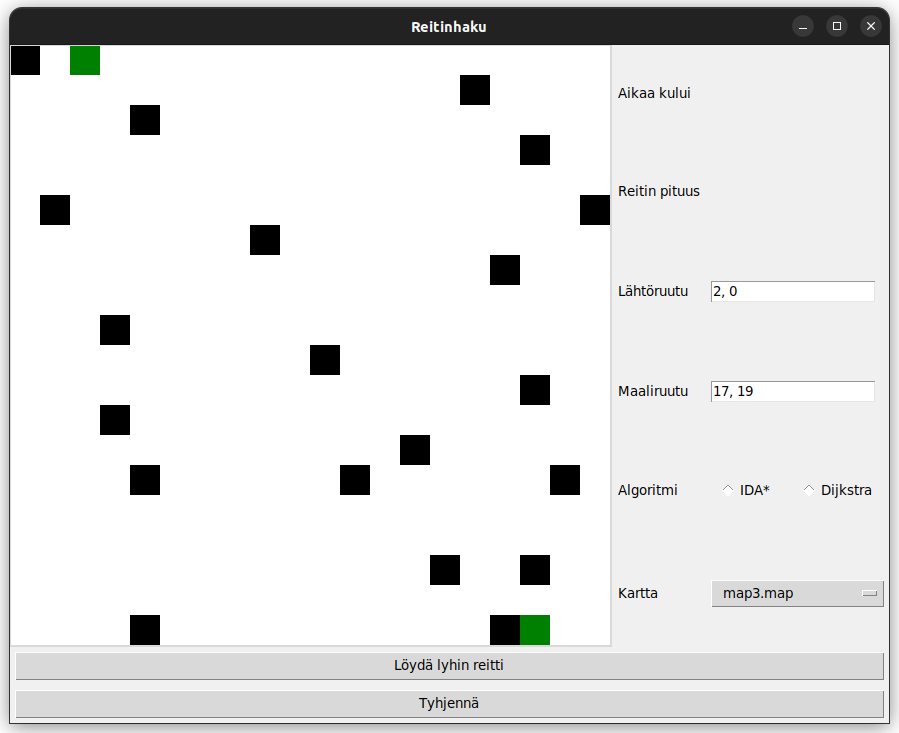 Reitinhaku
Aikaa kului
Reitin pituus
Lähtöruutu 2, 0
Maaliruutu 17, 19
Algoritmi IDA* Dijkstra
Kartta map3.map
Löydä lyhin reitti
Tyhjennä